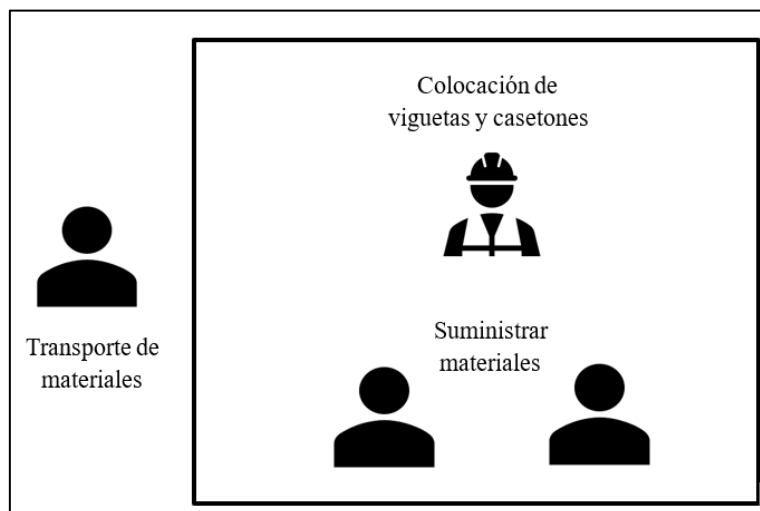 Colocación de
viguetas y casetones
Transporte de
materiales
Suministrar
materiales